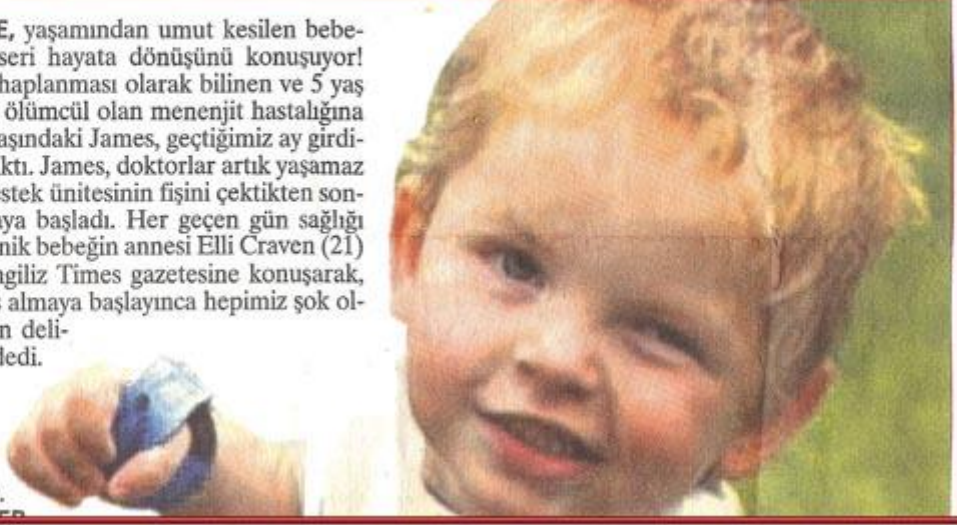 E, yaşamından umut kesilen bebe-
seri hayata dönüşünü konuşuyor!
haplanması olarak bilinen ve 5 yaş
ölümcül olan menenjit hastalığına
aşındaki James, geçtiğimiz ay girdi-
ktı. James, doktorlar artık yaşamaz
estek ünitesinin fişini çektikten son-
aya başladı. Her geçen gün sağlığı
nik bebeğin annesi Elli Craven (21)
ngiliz Times gazetesine konuşarak,
s almaya başlayınca hepimiz şok ol-
n deli-
dedi.